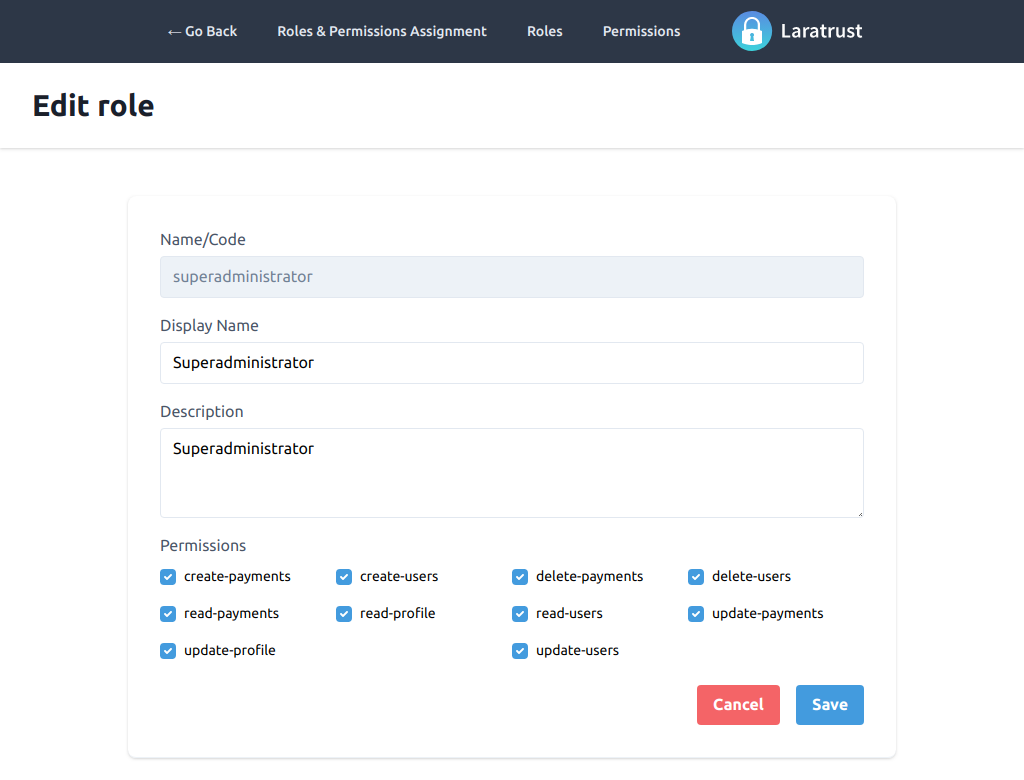 ← Go Back Roles & Permissions Assignment Roles Permissions Laratrust
Edit role
Name/Code
superadministrator
Display Name
Superadministrator
Description
Superadministrator
Permissions
create-payments create-users delete-payments delete-users
read-payments read-profile read-users update-payments
update-profile update-users
Cancel Save